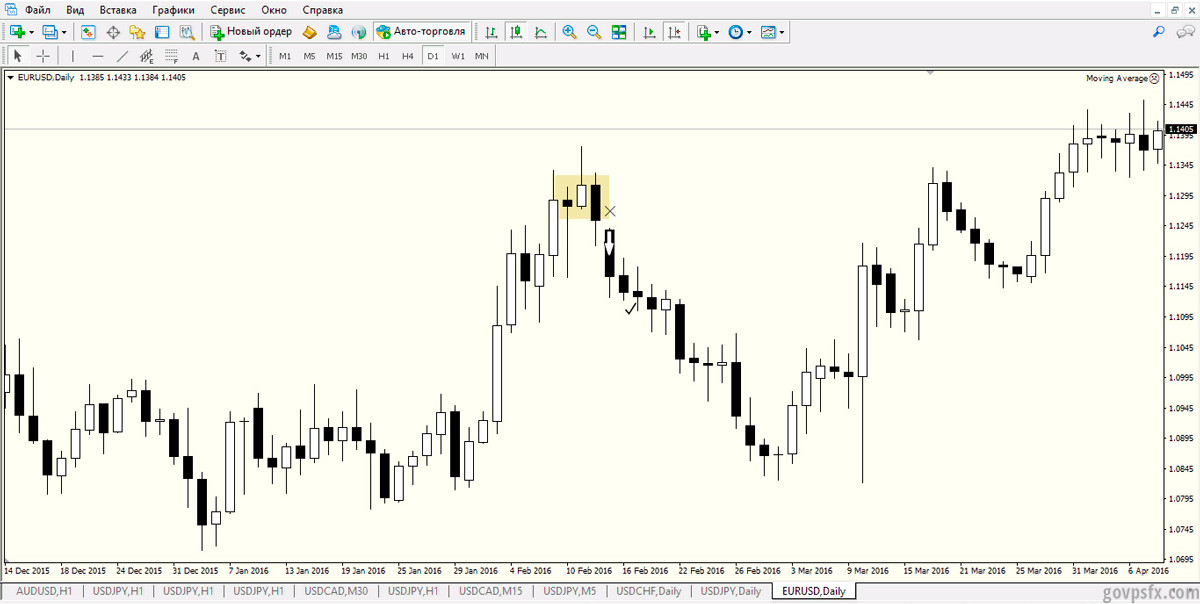 Файл Вид Вставка Графики Сервис Окно Справка
Новый ордер Авто-торговля
A T M1 M5 M15 M30 H1 H4 D1 W1 MN
EURUSD,Daily 1.1385 1.1433 1.1384 1.1405
Moving Average
1.1495
1.1445
1.1405
1.1395
1.1345
1.1295
1.1245
1.1195
1.1145
1.1095
1.1045
1.0995
1.0945
1.0895
1.0845
1.0795
1.0745
1.0695
14 Dec 2015 18 Dec 2015 24 Dec 2015 31 Dec 2015 7 Jan 2016 13 Jan 2016 19 Jan 2016 25 Jan 2016 29 Jan 2016 4 Feb 2016 10 Feb 2016 16 Feb 2016 22 Feb 2016 26 Feb 2016 3 Mar 2016 9 Mar 2016 15 Mar 2016 21 Mar 2016 25 Mar 2016 31 Mar 2016 6 Apr 2016
AUDUSD,H1 USDJPY,H1 USDJPY,H1 USDJPY,H1 USDCAD,M30 USDJPY,H1 USDCAD,M15 USDJPY,M5 USDCHF,Daily USDJPY,Daily EURUSD,Daily
govpsfx.com